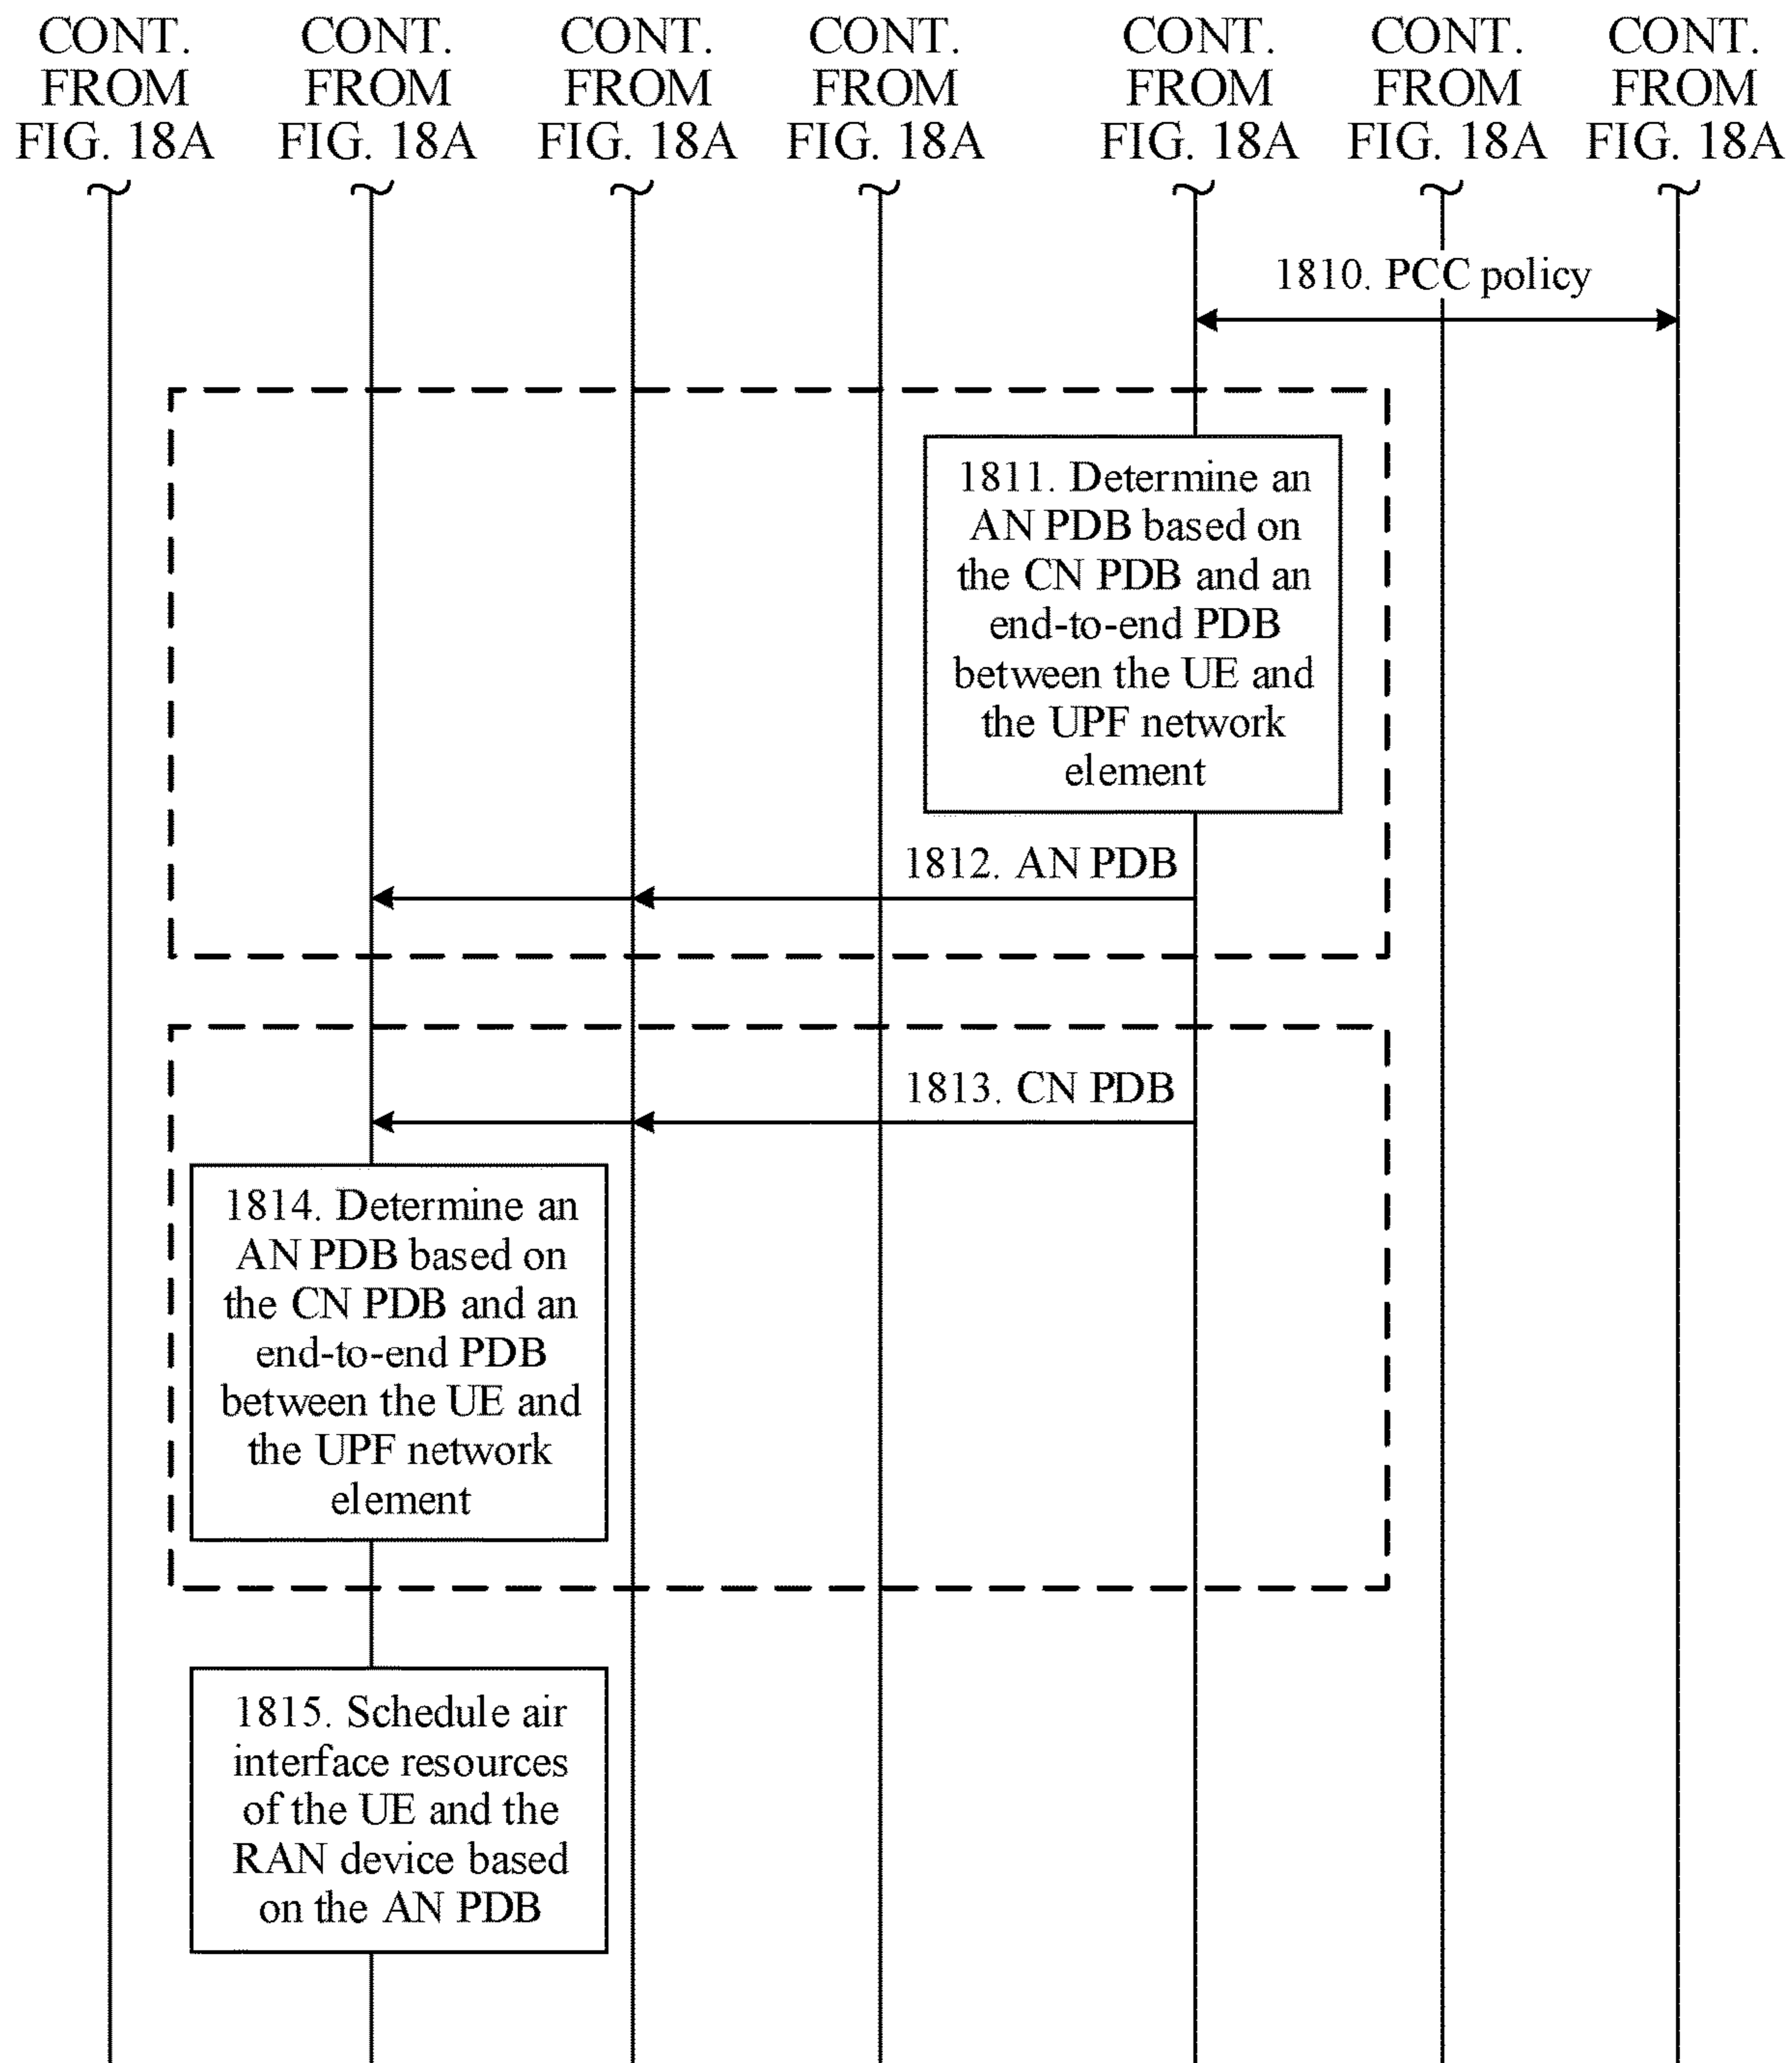 CONT. CONT. CONT. CONT. CONT. CONT. CONT.
FROM FROM FROM FROM FROM FROM FROM
FIG. 18A FIG. 18A FIG. 18A FIG. 18A FIG. 18A FIG. 18A FIG. 18A
1810. PCC policy
1811. Determine an
AN PDB based on
the CN PDB and an
end-to-end PDB
between the UE and
the UPF network
element
1812. AN PDB
1813. CN PDB
1814. Determine an
AN PDB based on
the CN PDB and an
end-to-end PDB
between the UE and
the UPF network
element
1815. Schedule air
interface resources
of the UE and the
RAN device based
on the AN PDB